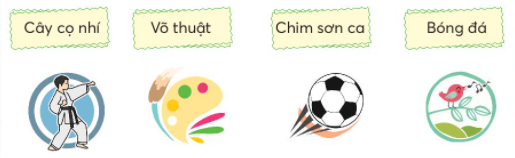 Cây cọ nhí Võ thuật Chim sơn ca Bóng đá